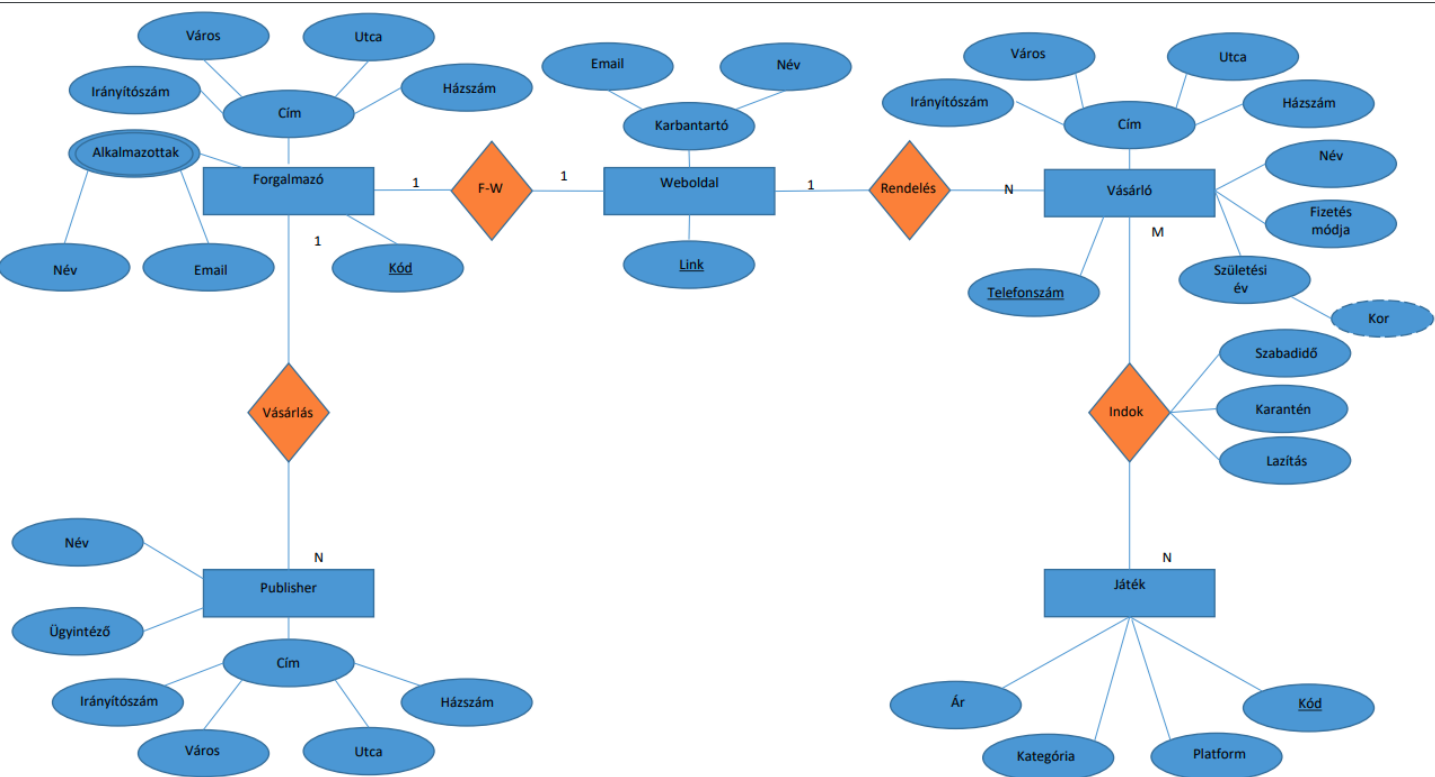 Város
Utca
Irányítószám
Házszám
Cím
Alkalmazottak
Forgalmazó
Név
Email
Kód
1
F-W
1
Email
Név
Karbantartó
Weboldal
Link
1
Rendelés
N
Város
Utca
Irányítószám
Házszám
Cím
Vásárló
Név
Fizetés
módja
Születési
év
Kor
Telefonszám
M
1
Vásárlás
N
Szabadidő
Karantén
Lazítás
Indok
N
Név
Publisher
Ügyintéző
Cím
Irányítószám
Házszám
Város
Utca
Játék
Ár
Kategória
Platform
Kód